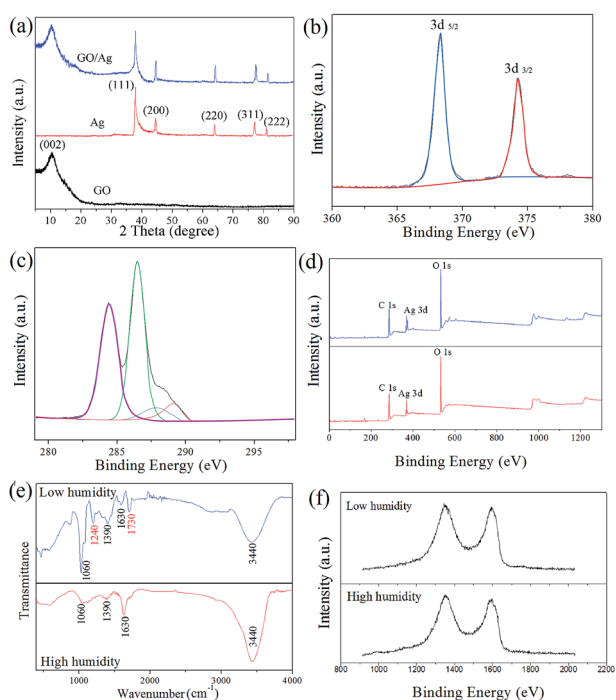 (a)
GO/Ag
(111)
(200)
(220)
(311)
(222)
Ag
(002)
GO
10 20 30 40 50 60 70 80 90
2 Theta (degree)
Intensity (a.u.)
(b)
3d 5/2
3d 3/2
360 365 370 375 380
Binding Energy (eV)
Intensity (a.u.)
(c)
280 285 290 295
Binding Energy (eV)
Intensity (a.u.)
(d)
O 1s
C 1s
Ag 3d
O 1s
C 1s
Ag 3d
0 200 400 600 800 1000 1200
Binding Energy (eV)
Intensity (a.u.)
(e)
Low humidity
1060
1240
1390
1630
1730
3440
1060
1390
1630
3440
High humidity
1000 2000 3000 4000
Wavenumber(cm-1)
Transmittance
(f)
Low humidity
High humidity
800 1000 1200 1400 1600 1800 2000 2200
Binding Energy (eV)
Intensity (a.u.)